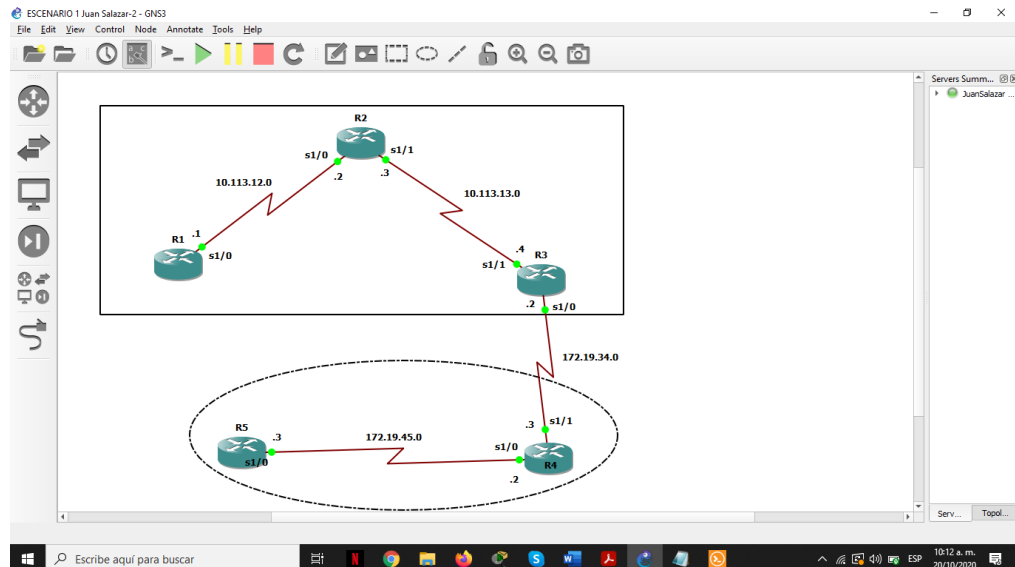 ESCENARIO 1 Juan Salazar-2 - GNS3
File Edit View Control Node Annotate Tools Help
Servers Summ...
JuanSalazar ...
R2
s1/0
s1/1
.2
.3
10.113.12.0
10.113.13.0
.1
R1
s1/0
.4
R3
s1/1
.2
s1/0
172.19.34.0
.3
s1/1
R5
.3
172.19.45.0
s1/0
s1/0
R4
.2
Serv...
Topol...
Escribe aquí para buscar
ESP
10:12 a. m.
20/10/2020